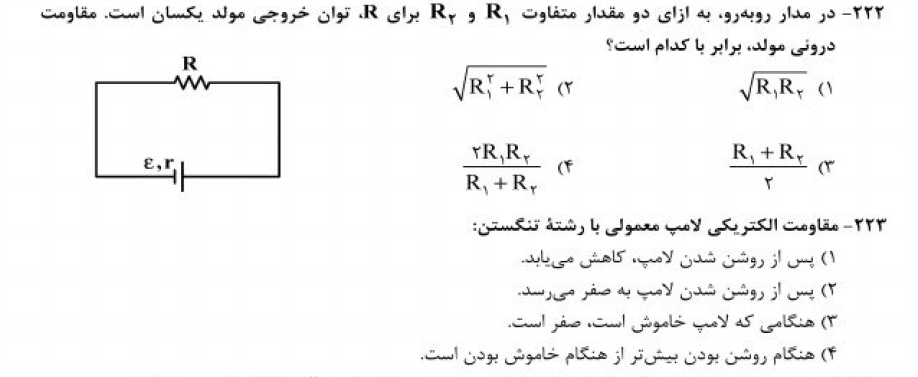 ۲۲۲- در مدار روبه‌رو، به ازای دو مقدار متفاوت R₁ و R₂ برای R، توان خروجی مولد یکسان است. مقاومت
درونی مولد، برابر با کدام است؟
۱) √(R₁R₂) ۲) √(R₁² + R₂²)
۳) (R₁ + R₂)/۲ ۴) ۲R₁R₂/(R₁ + R₂)
R
ε, r
۲۲۳- مقاومت الکتریکی لامپ معمولی با رشتهٔ تنگستن:
۱) پس از روشن شدن لامپ، کاهش می‌یابد.
۲) پس از روشن شدن لامپ به صفر می‌رسد.
۳) هنگامی که لامپ خاموش است، صفر است.
۴) هنگام روشن بودن بیش‌تر از هنگام خاموش بودن است.